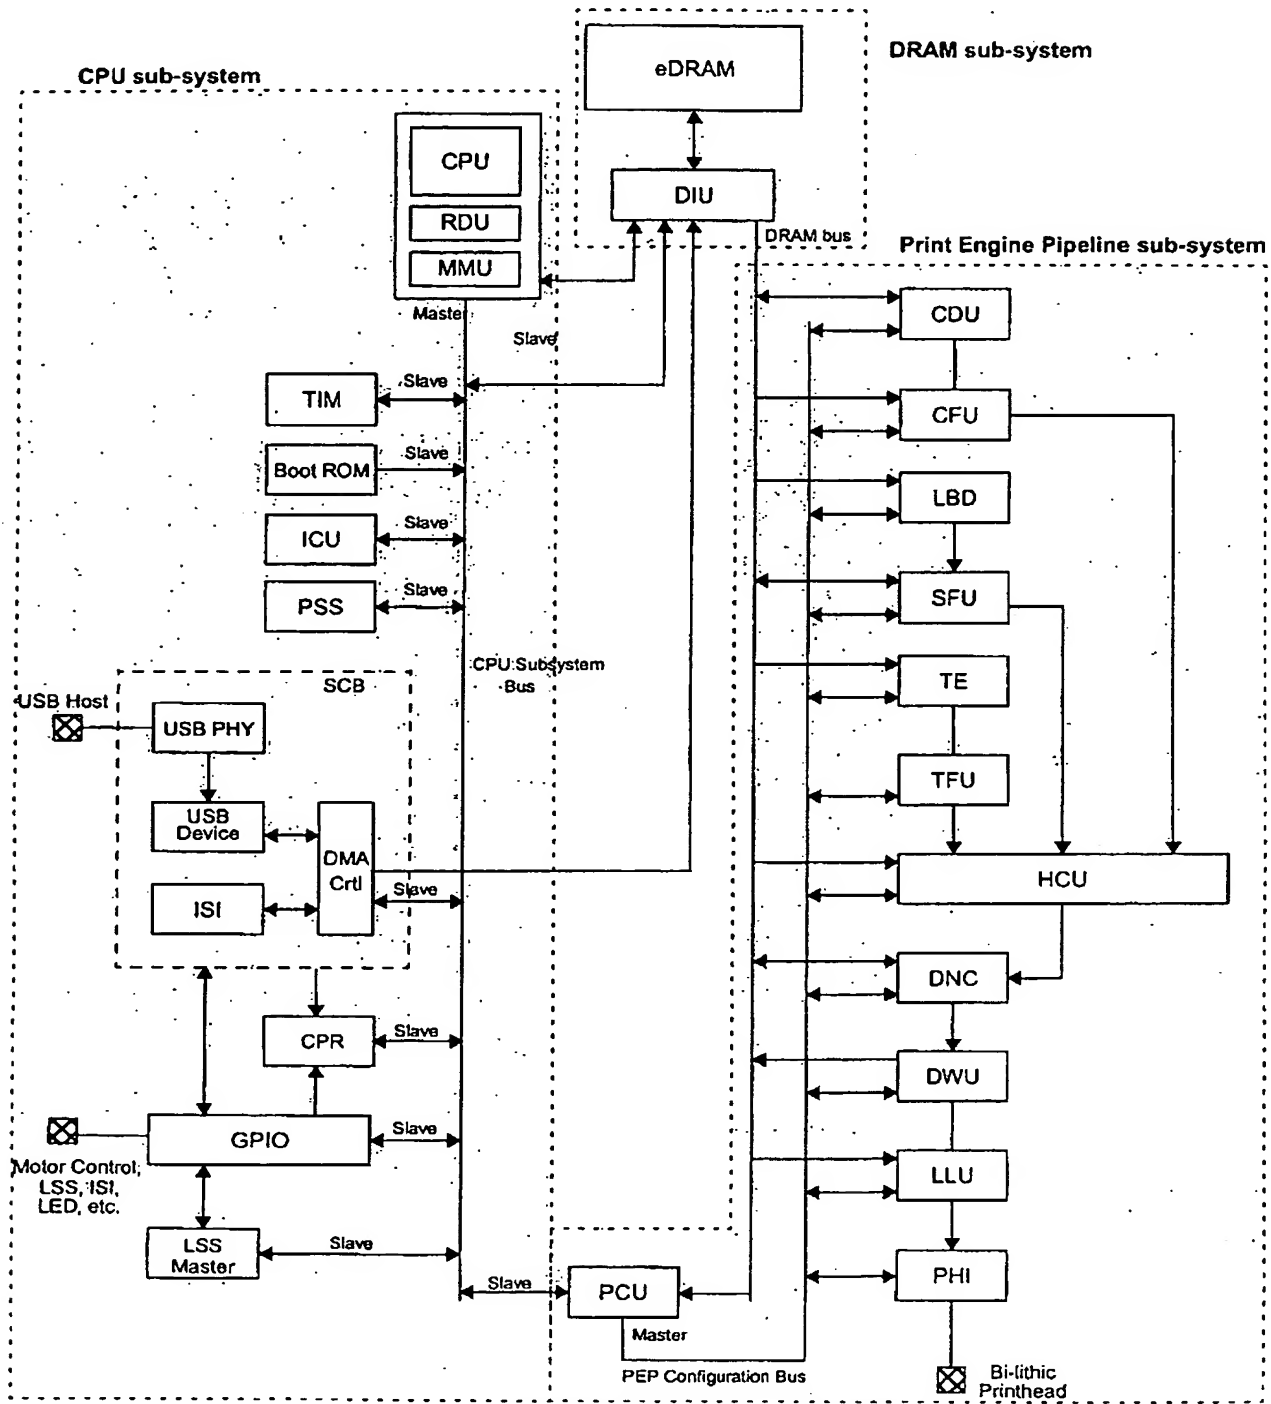 DRAM sub-system
CPU sub-system
eDRAM
CPU
RDU
MMU
DIU
DRAM bus
Print Engine Pipeline sub-system
Master
Slave
CDU
TIM
Slave
CFU
Boot ROM
Slave
LBD
ICU
Slave
SFU
PSS
Slave
CPU Subsystem
Bus
TE
SCB
USB Host
USB PHY
TFU
USB
Device
DMA
Crtl
Slave
HCU
ISI
DNC
CPR
Slave
DWU
GPIO
Slave
Motor Control,
LSS, ISI,
LED, etc.
LLU
LSS
Master
Slave
PHI
Slave
PCU
Master
PEP Configuration Bus
Bi-lithic
Printhead